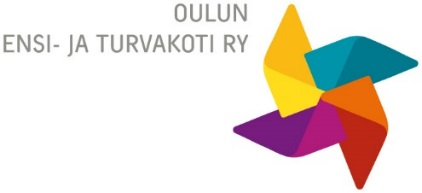 OULUN
ENSI- JA TURVAKOTI RY